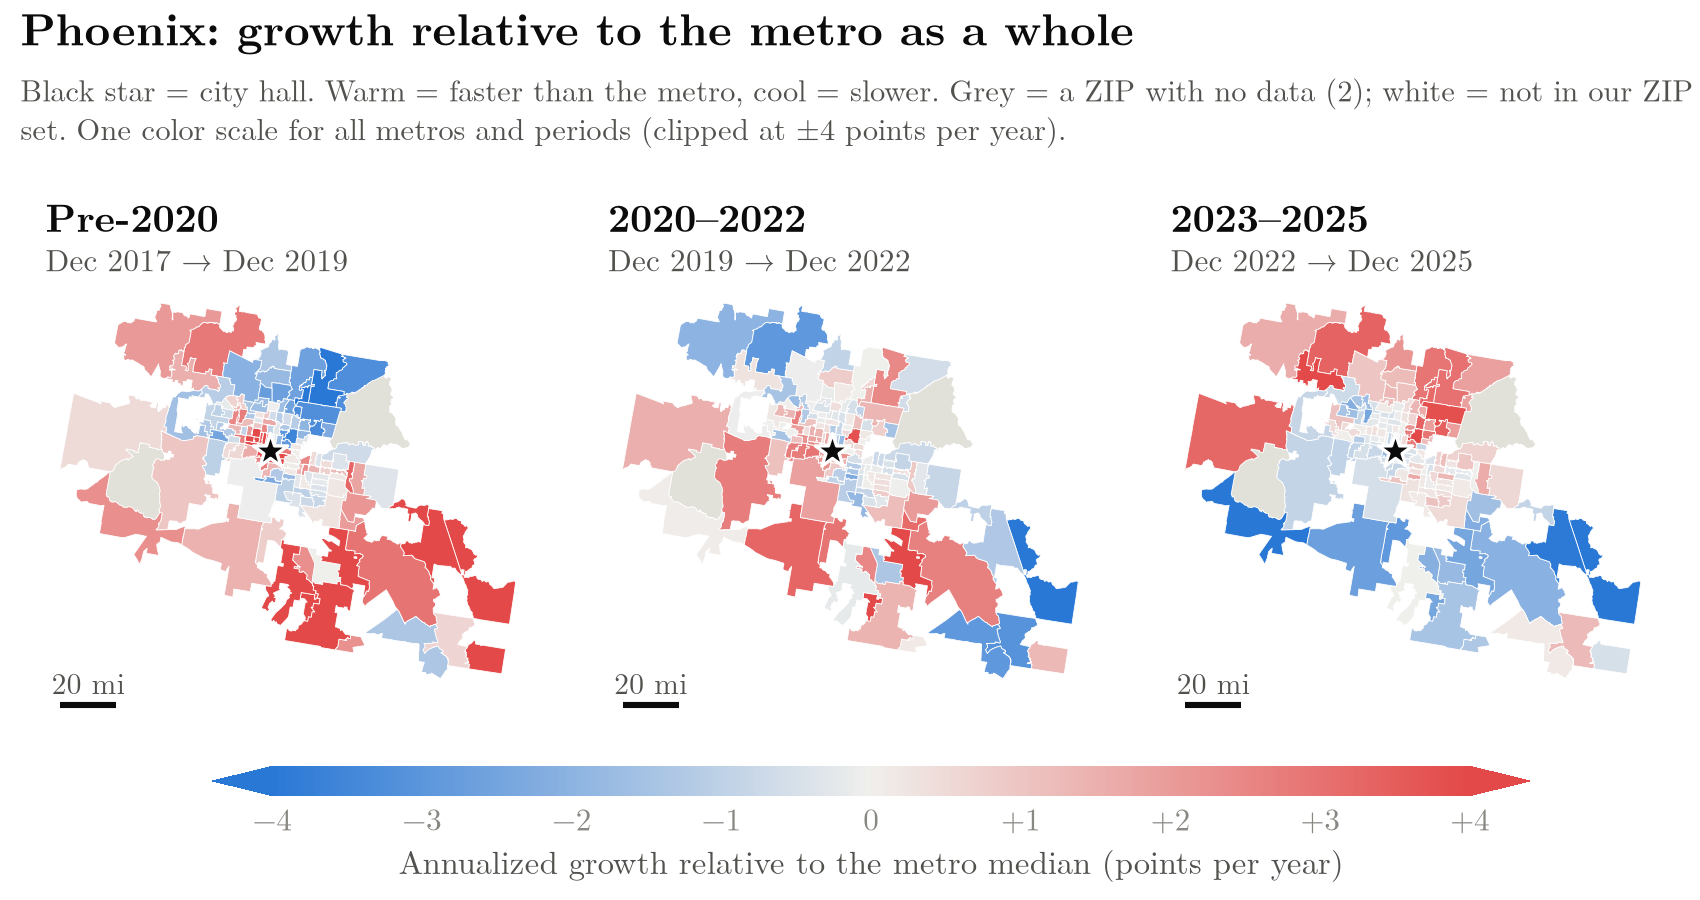 Phoenix: growth relative to the metro as a whole
Black star = city hall. Warm = faster than the metro, cool = slower. Grey = a ZIP with no data (2); white = not in our ZIP
set. One color scale for all metros and periods (clipped at ±4 points per year).
Pre-2020
Dec 2017 → Dec 2019
2020–2022
Dec 2019 → Dec 2022
2023–2025
Dec 2022 → Dec 2025
20 mi
20 mi
20 mi
−4 −3 −2 −1 0 +1 +2 +3 +4
Annualized growth relative to the metro median (points per year)